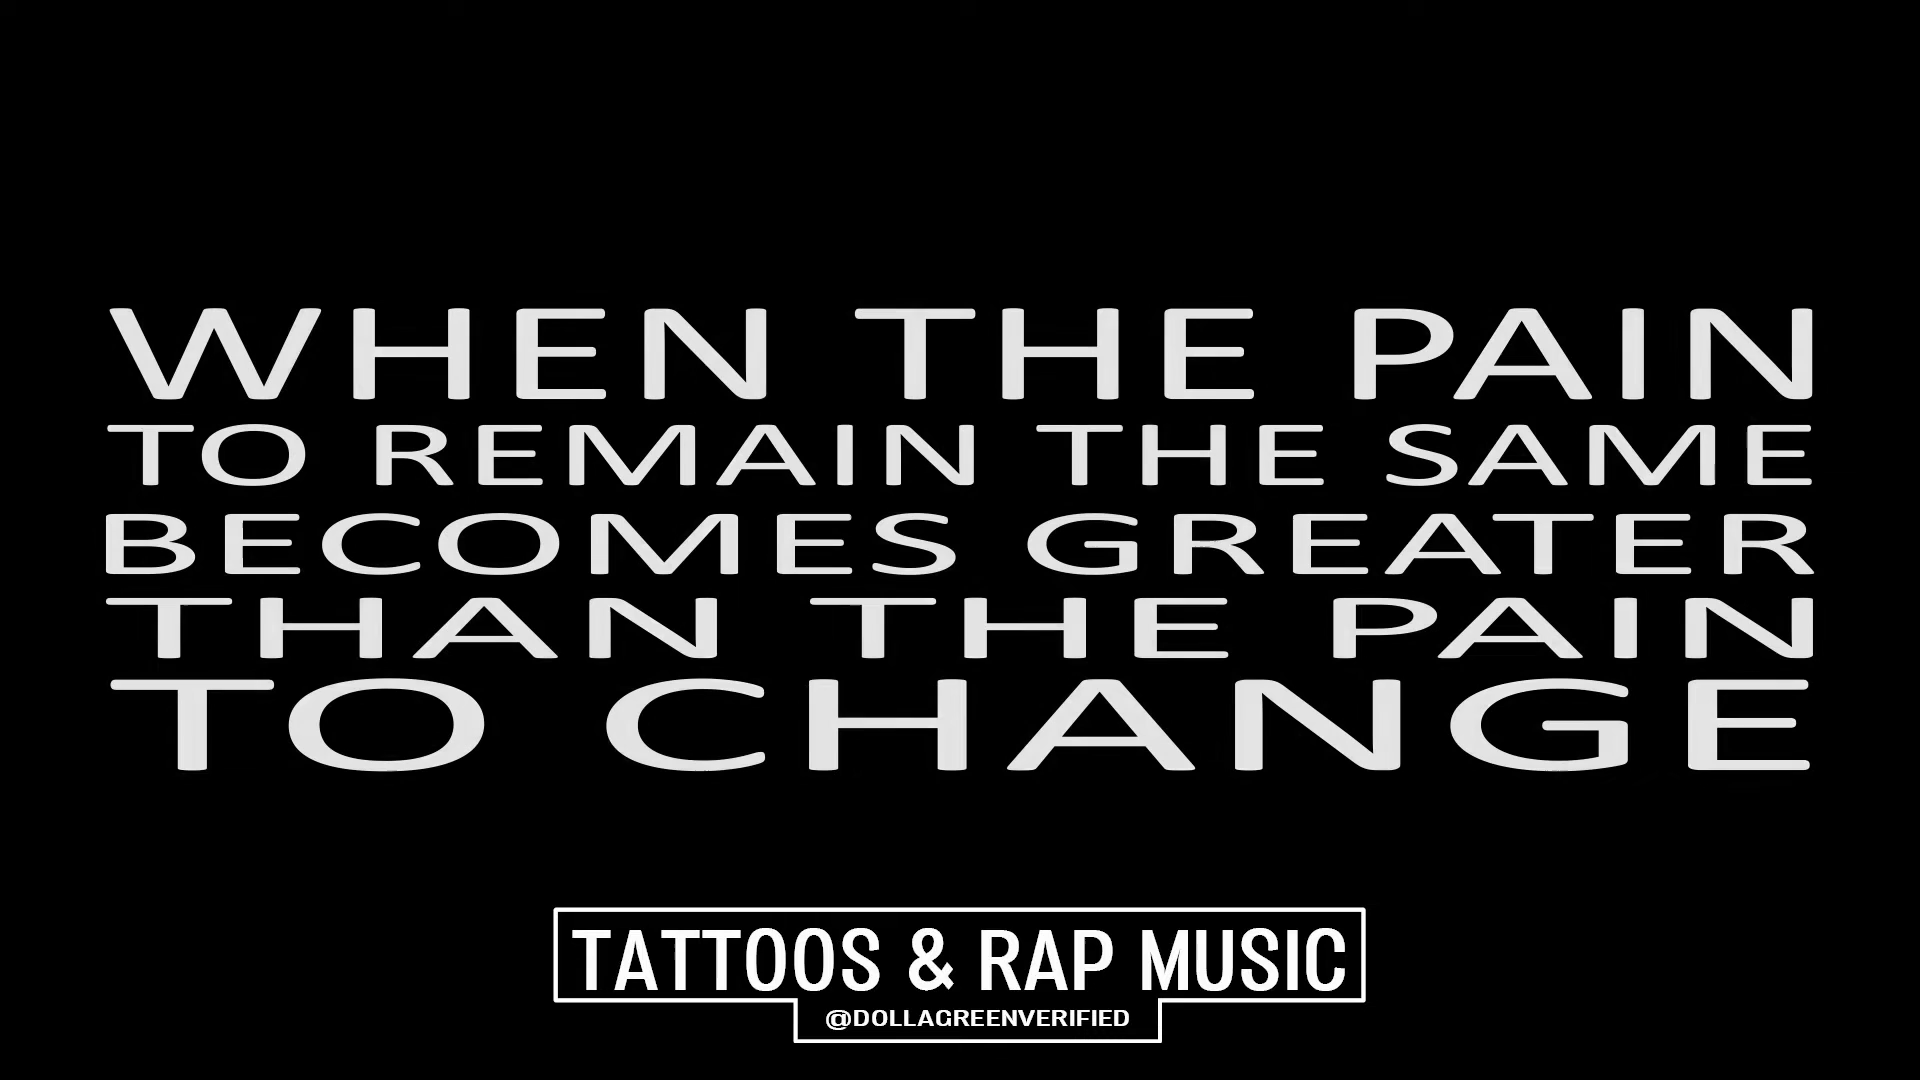 WHEN THE PAIN
TO REMAIN THE SAME
BECOMES GREATER
THAN THE PAIN
TO CHANGE
TATTOOS & RAP MUSIC
@DOLLAGREENVERIFIED